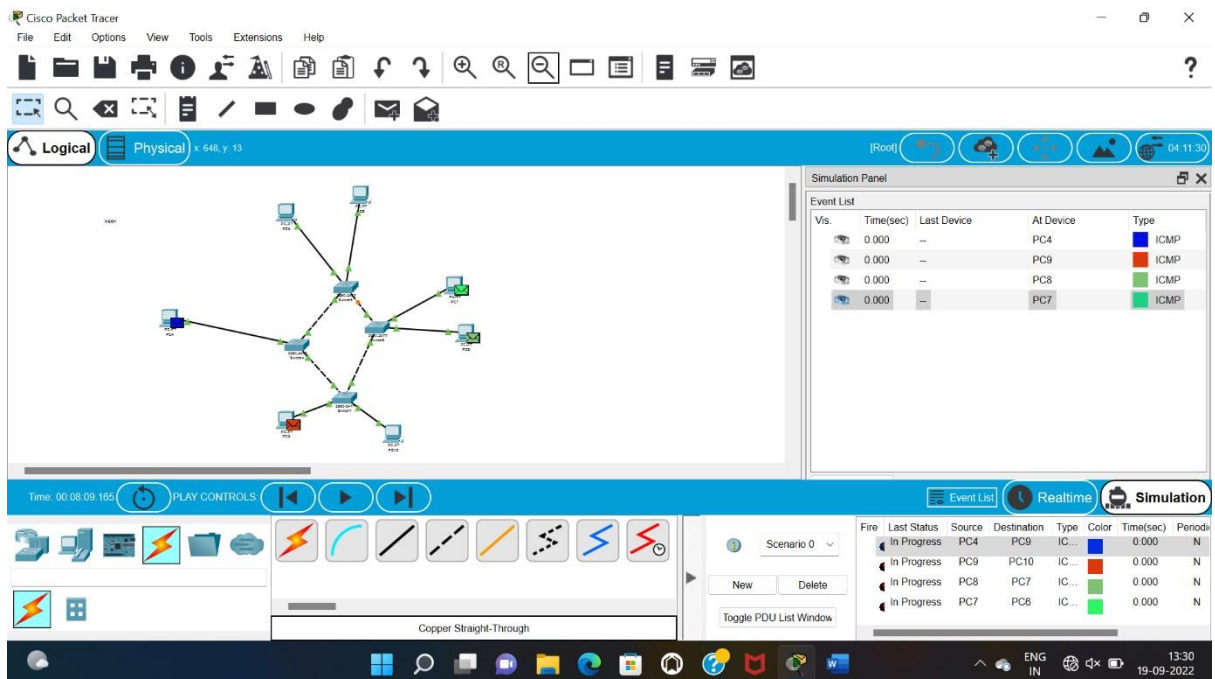 Cisco Packet Tracer
File Edit Options View Tools Extensions Help
Logical Physical x: 648, y: 13 [Root] 04:11:30
Simulation Panel
Event List
Vis. Time(sec) Last Device At Device Type
0.000 -- PC4 ICMP
0.000 -- PC9 ICMP
0.000 -- PC8 ICMP
0.000 -- PC7 ICMP
Time: 00:08:09.165 PLAY CONTROLS: Event List Realtime Simulation
Fire Last Status Source Destination Type Color Time(sec) Periodi
In Progress PC4 PC9 IC... 0.000 N
In Progress PC9 PC10 IC... 0.000 N
In Progress PC8 PC7 IC... 0.000 N
In Progress PC7 PC6 IC... 0.000 N
Scenario 0
New Delete
Toggle PDU List Window
Copper Straight-Through
ENG
IN
13:30
19-09-2022